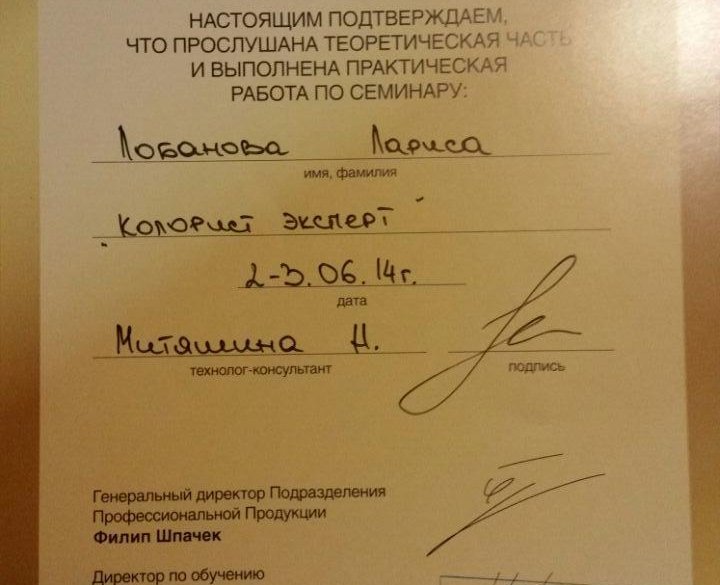 НАСТОЯЩИМ ПОДТВЕРЖДАЕМ,
ЧТО ПРОСЛУШАНА ТЕОРЕТИЧЕСКАЯ ЧАСТЬ
И ВЫПОЛНЕНА ПРАКТИЧЕСКАЯ
РАБОТА ПО СЕМИНАРУ:
Лобанова Лариса
имя, фамилия
"Колорист эксперт"
2-3.06.14г.
дата
Митяшина Н.
технолог-консультант
подпись
Генеральный директор Подразделения
Профессиональной Продукции
Филип Шпачек
Директор по обучению